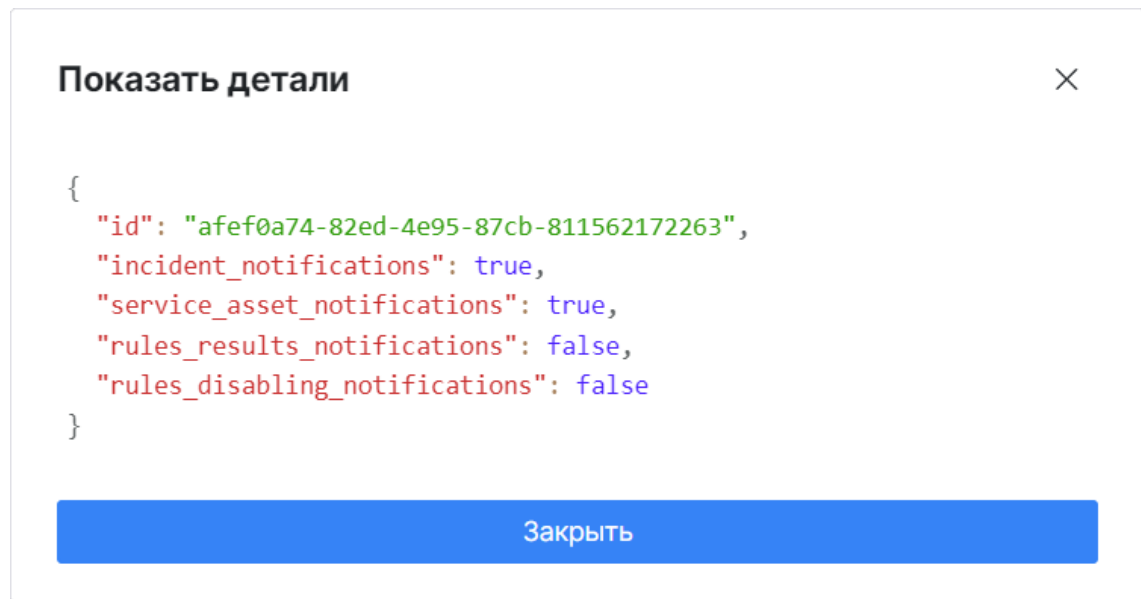 Показать детали
{
"id": "afef0a74-82ed-4e95-87cb-811562172263",
"incident_notifications": true,
"service_asset_notifications": true,
"rules_results_notifications": false,
"rules_disabling_notifications": false
}
Закрыть